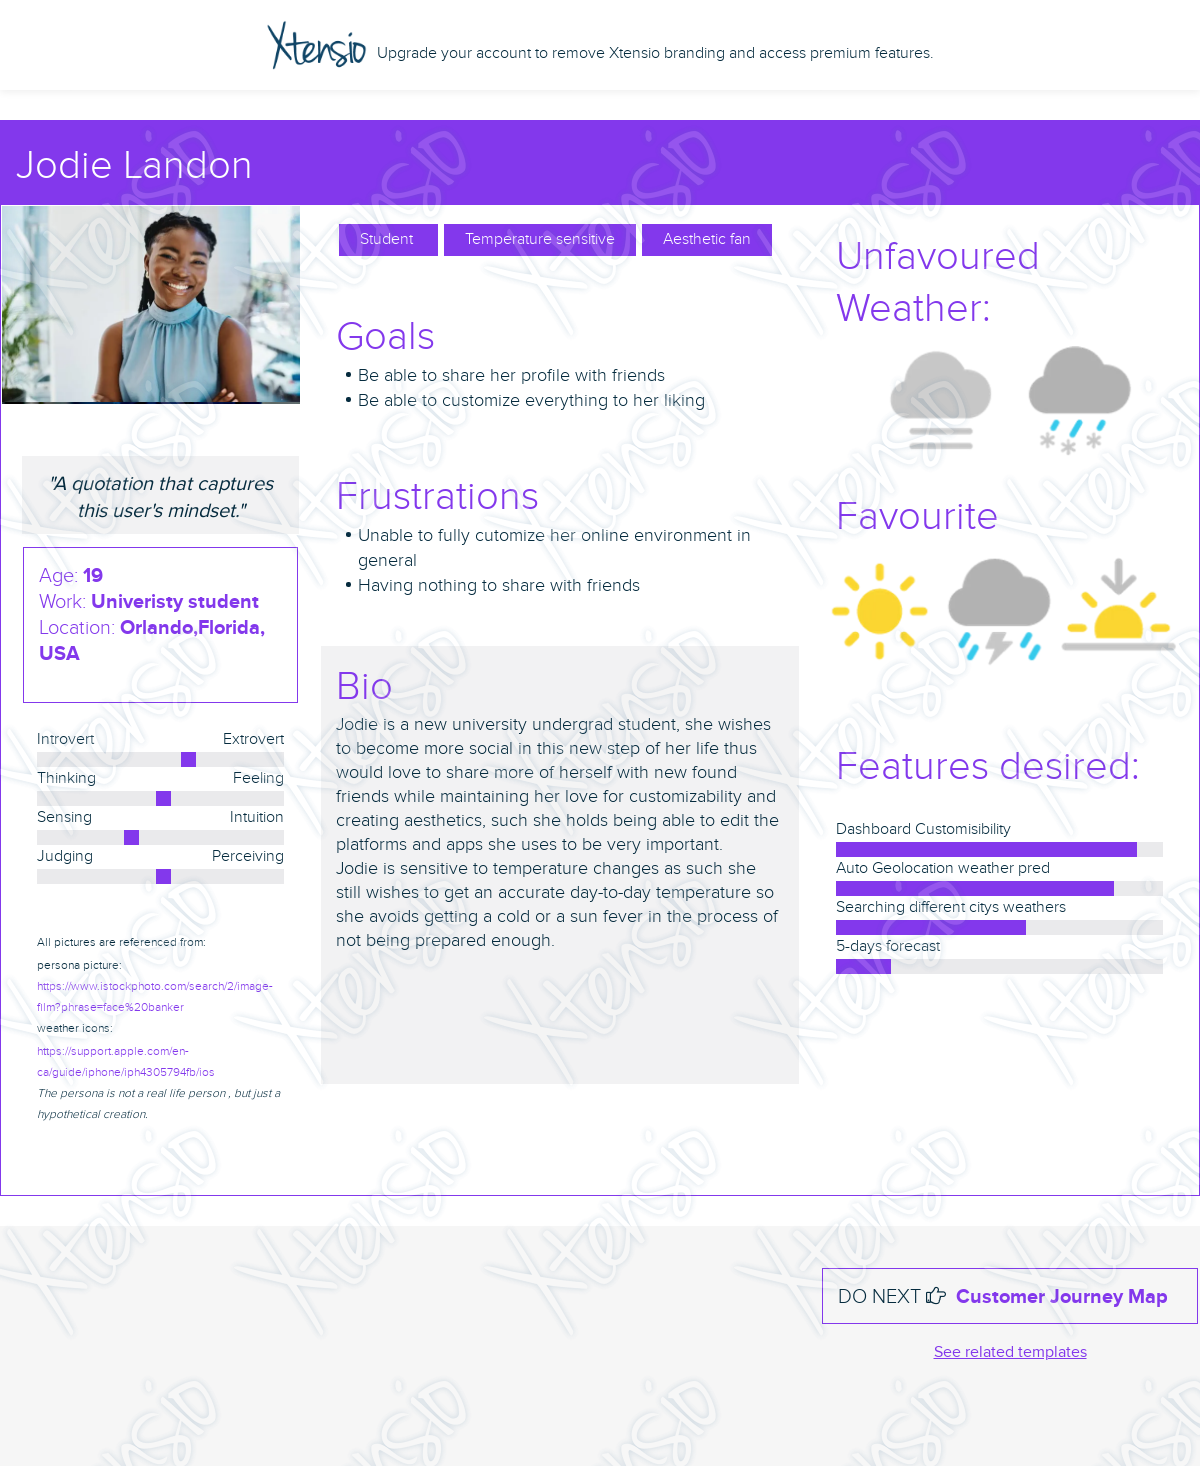 Xtensio Upgrade your account to remove Xtensio branding and access premium features.
Jodie Landon
"A quotation that captures
this user's mindset."
Age: 19
Work: Univeristy student
Location: Orlando,Florida,
USA
Introvert Extrovert
Thinking Feeling
Sensing Intuition
Judging Perceiving
All pictures are referenced from:
persona picture:
https://www.istockphoto.com/search/2/image-
film?phrase=face%20banker
weather icons:
https://support.apple.com/en-
ca/guide/iphone/iph4305794fb/ios
The persona is not a real life person , but just a
hypothetical creation.
Student Temperature sensitive Aesthetic fan
Goals
• Be able to share her profile with friends
• Be able to customize everything to her liking
Frustrations
• Unable to fully cutomize her online environment in
general
• Having nothing to share with friends
Bio
Jodie is a new university undergrad student, she wishes
to become more social in this new step of her life thus
would love to share more of herself with new found
friends while maintaining her love for customizability and
creating aesthetics, such she holds being able to edit the
platforms and apps she uses to be very important.
Jodie is sensitive to temperature changes as such she
still wishes to get an accurate day-to-day temperature so
she avoids getting a cold or a sun fever in the process of
not being prepared enough.
Unfavoured
Weather:
Favourite
Features desired:
Dashboard Customisibility
Auto Geolocation weather pred
Searching different citys weathers
5-days forecast
DO NEXT Customer Journey Map
See related templates